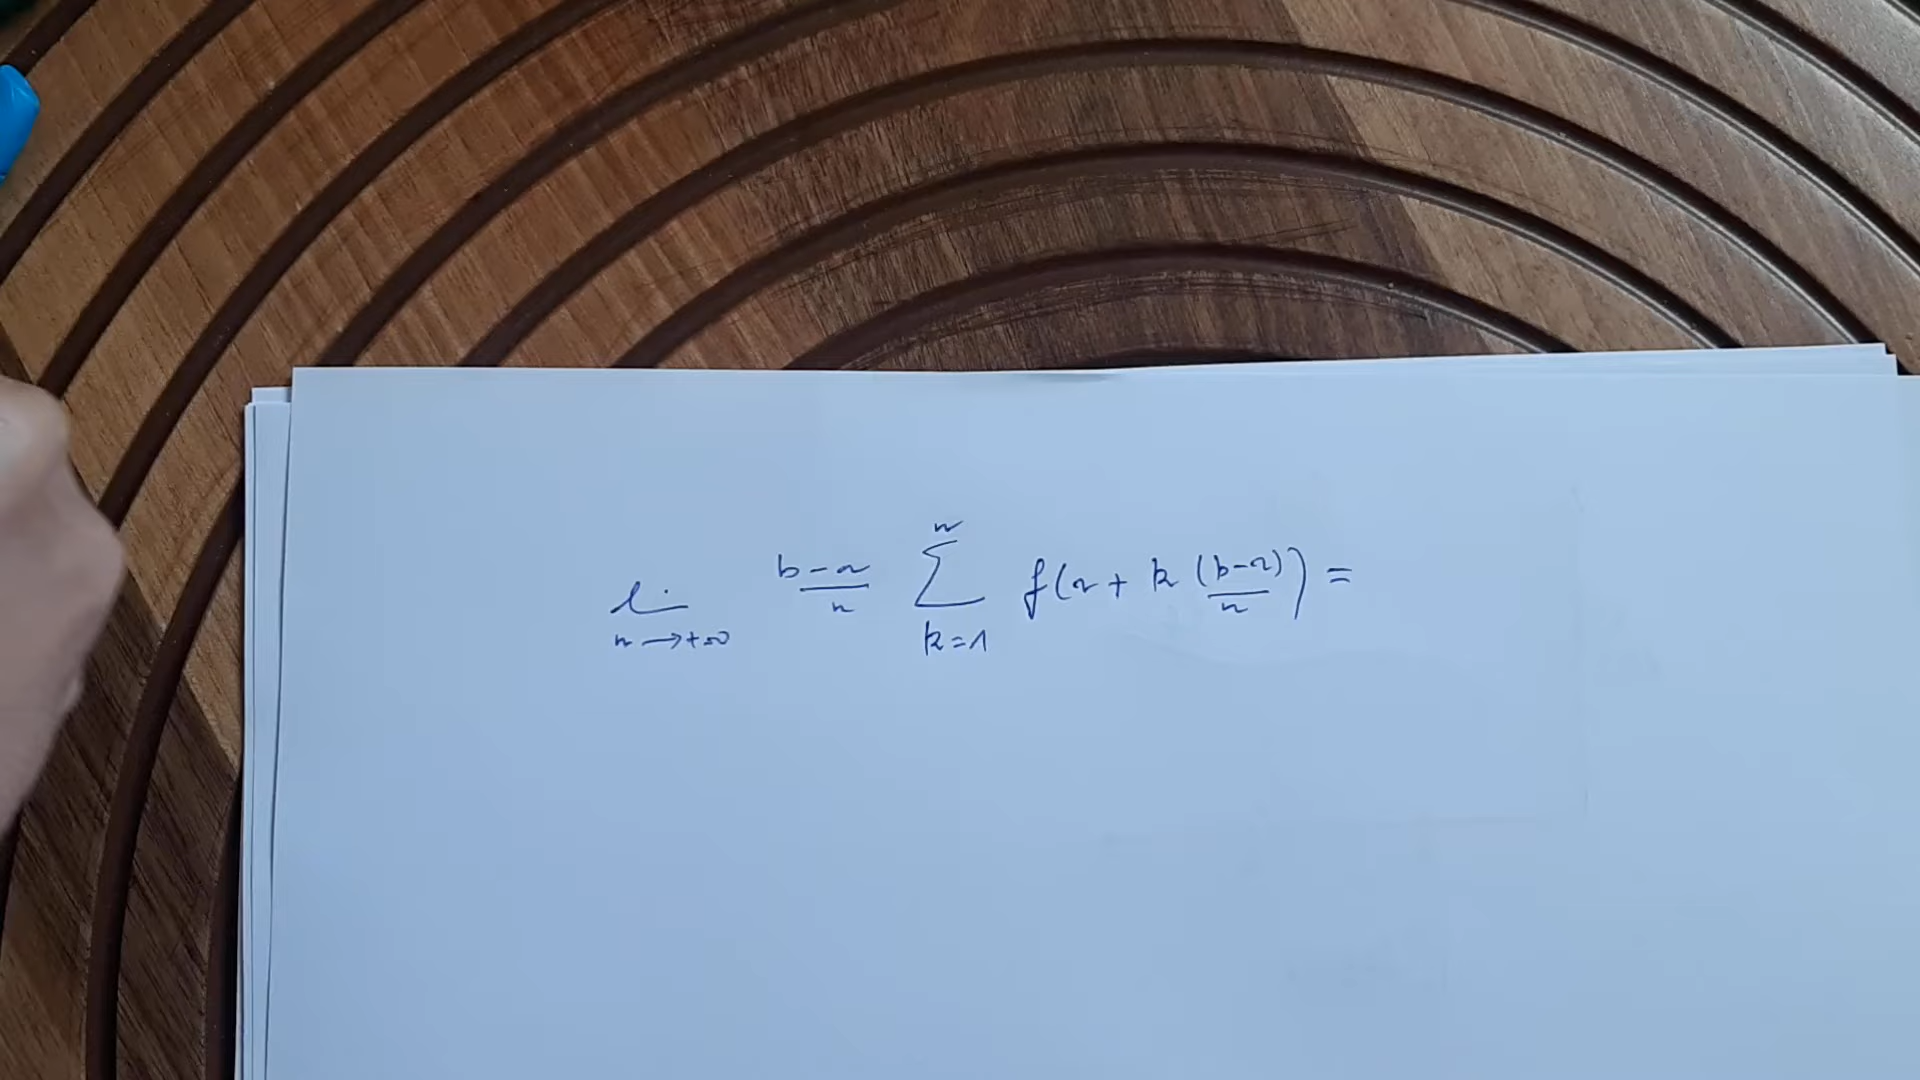 lim n→+∞ b-a/n ∑ n k=1 f(a + k (b-a)/n) =